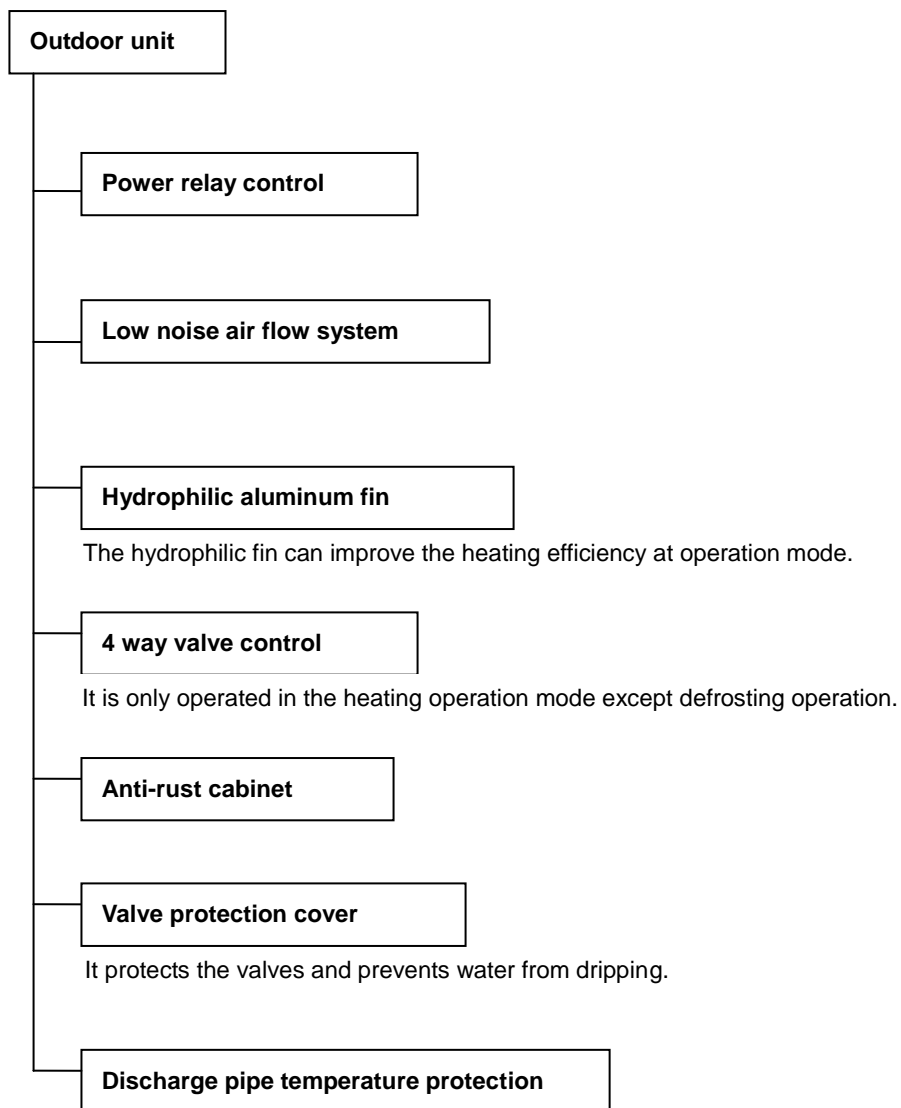 Outdoor unit
Power relay control
Low noise air flow system
Hydrophilic aluminum fin
The hydrophilic fin can improve the heating efficiency at operation mode.
4 way valve control
It is only operated in the heating operation mode except defrosting operation.
Anti-rust cabinet
Valve protection cover
It protects the valves and prevents water from dripping.
Discharge pipe temperature protection